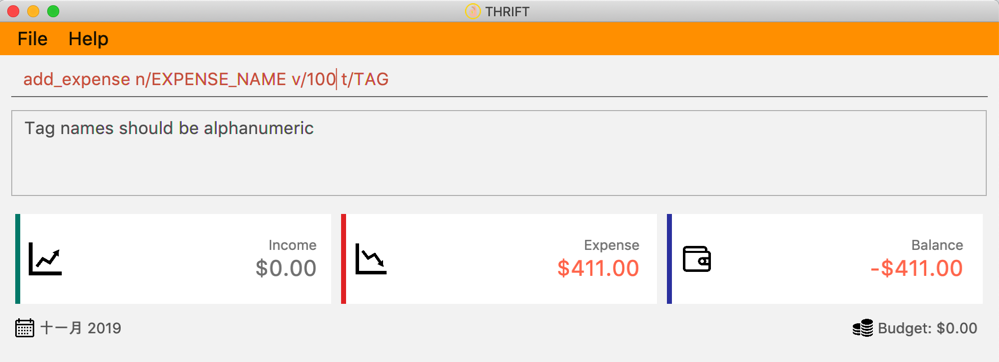 THRIFT
File Help
add_expense n/EXPENSE_NAME v/100 t/TAG
Tag names should be alphanumeric
Income
$0.00
Expense
$411.00
Balance
-$411.00
十一月 2019
Budget: $0.00